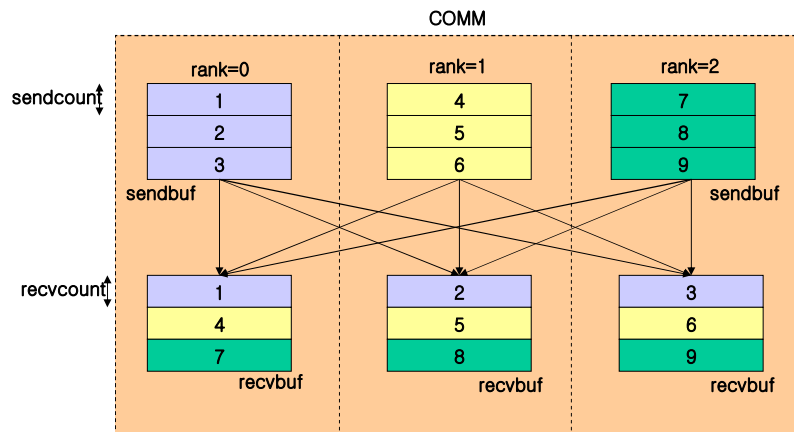 COMM
rank=0 rank=1 rank=2
sendcount 1 4 7
2 5 8
3 6 9
sendbuf sendbuf
recvcount 1 2 3
4 5 6
7 8 9
recvbuf recvbuf recvbuf